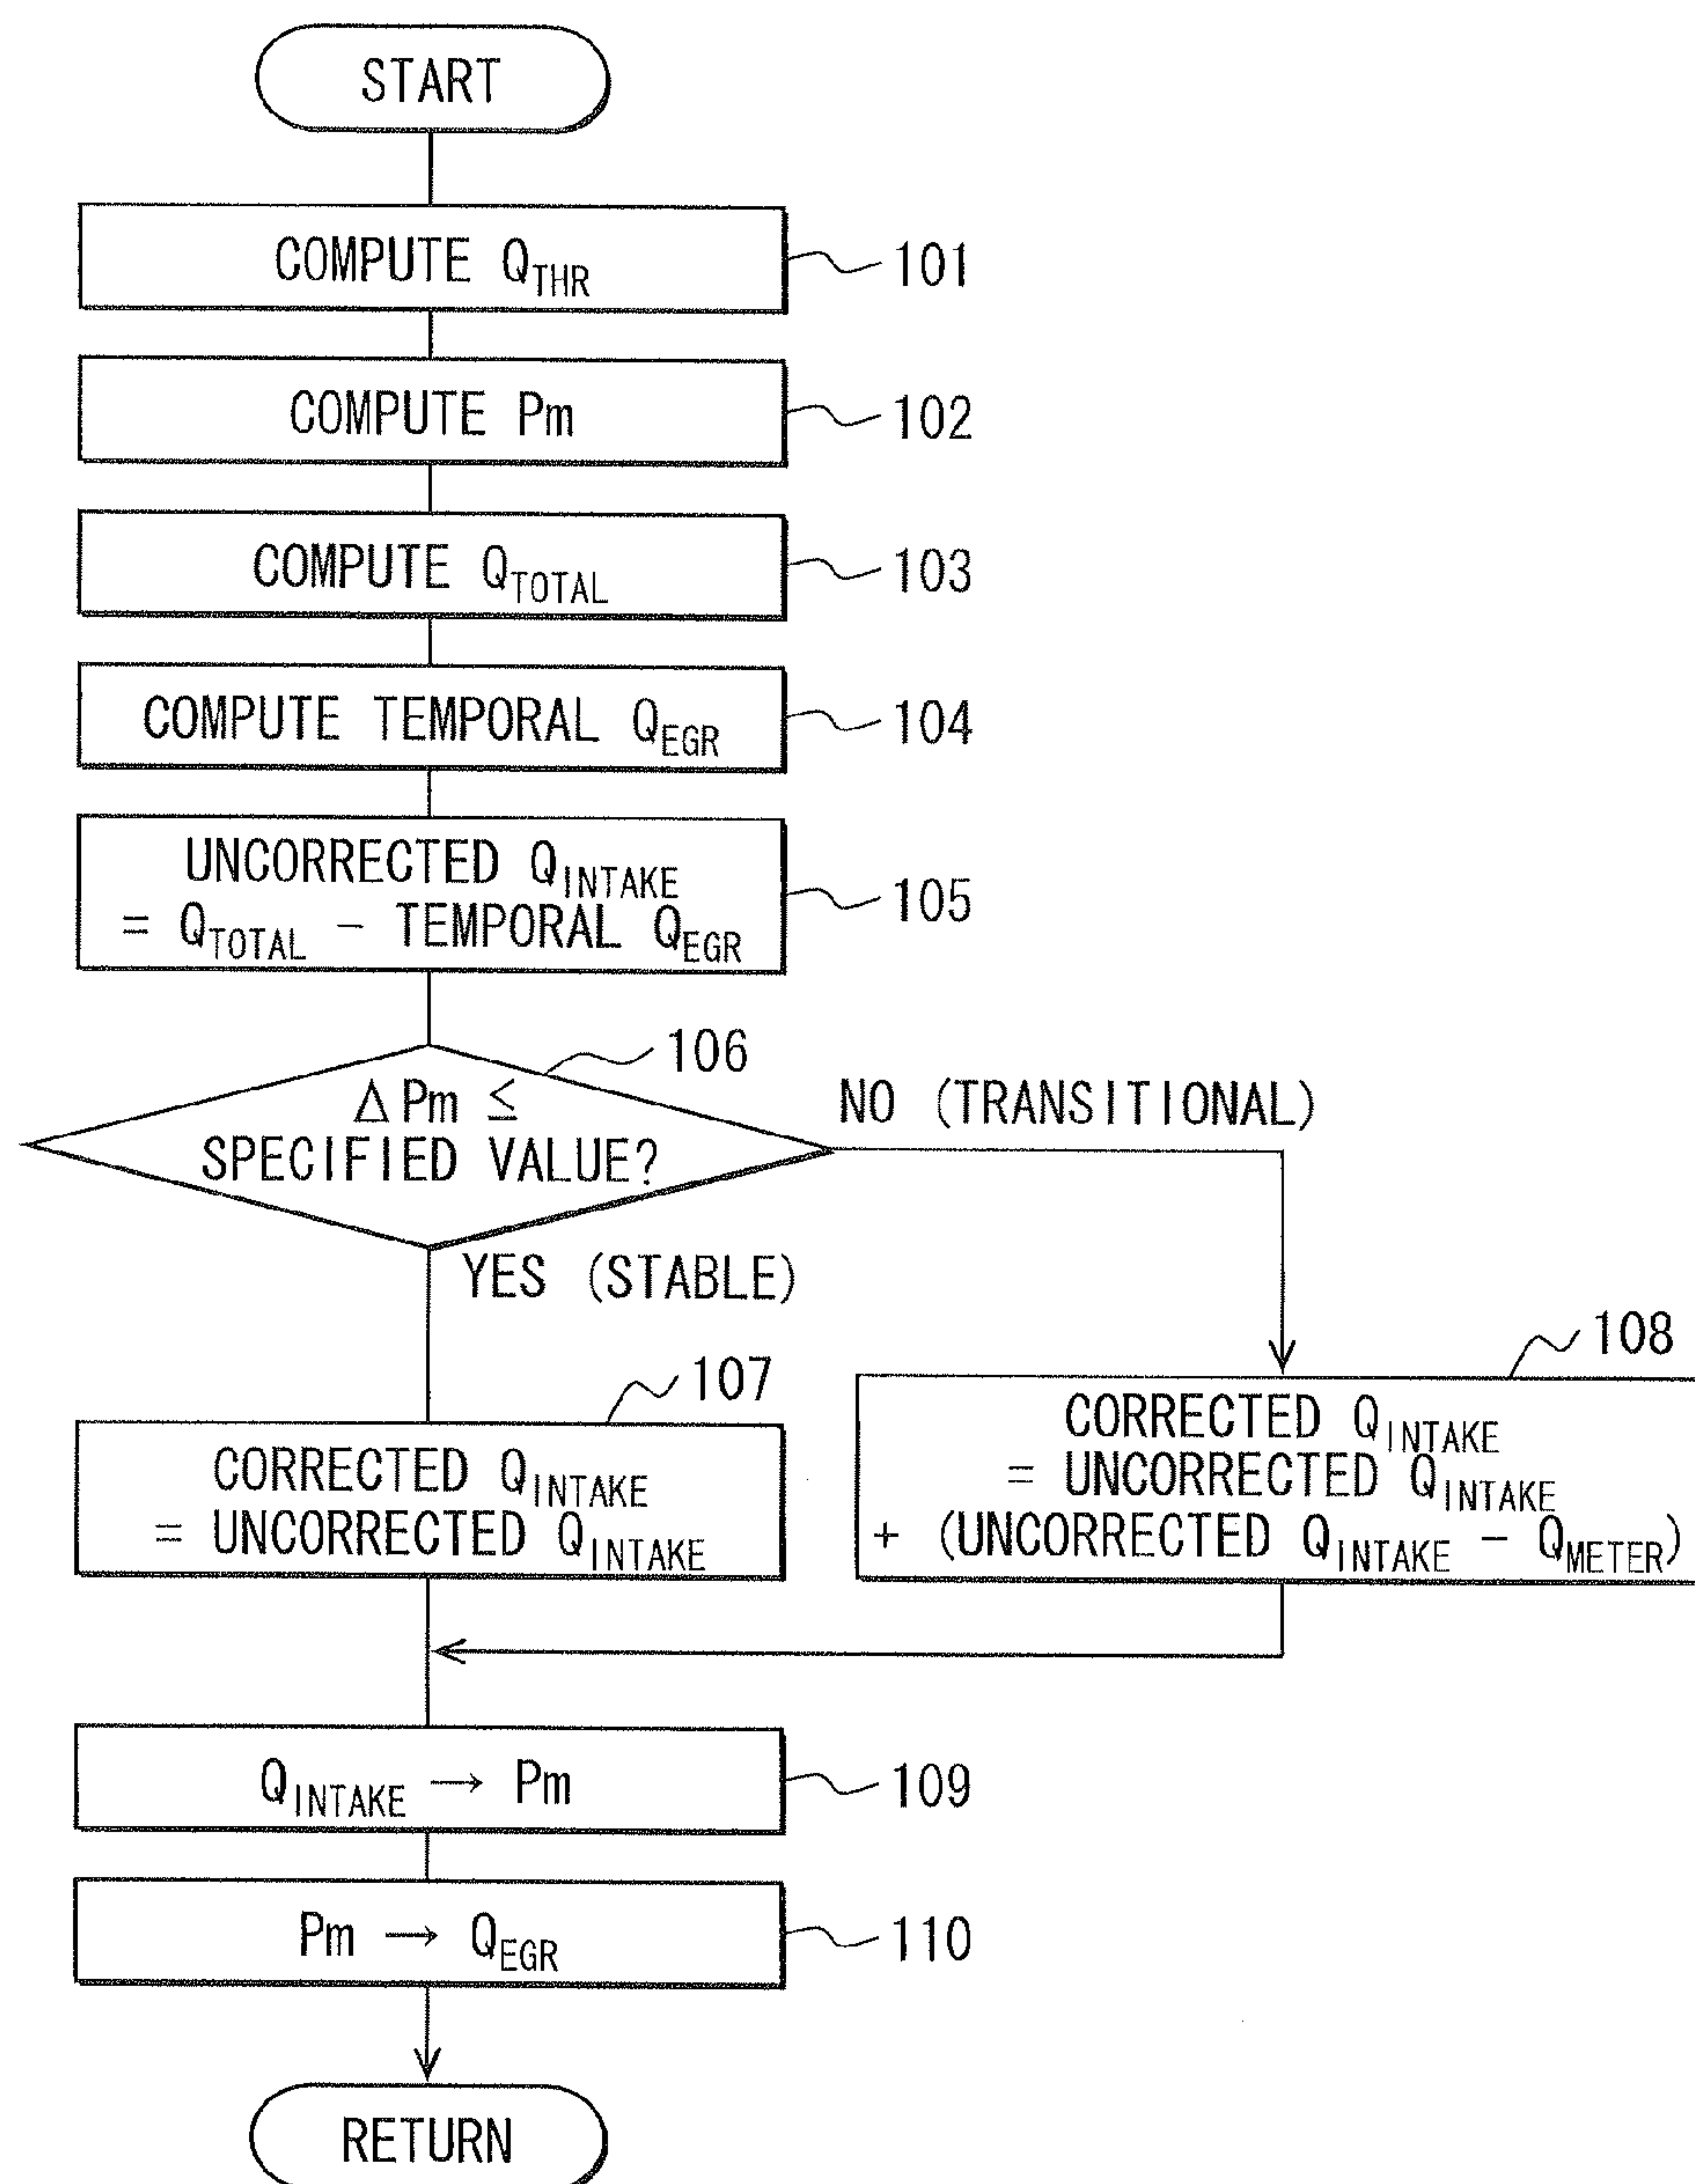 START
COMPUTE Q_THR
101
COMPUTE Pm
102
COMPUTE Q_TOTAL
103
COMPUTE TEMPORAL Q_EGR
104
UNCORRECTED Q_INTAKE
= Q_TOTAL - TEMPORAL Q_EGR
105
106
Δ Pm ≤
SPECIFIED VALUE?
NO (TRANSITIONAL)
YES (STABLE)
107
CORRECTED Q_INTAKE
= UNCORRECTED Q_INTAKE
108
CORRECTED Q_INTAKE
= UNCORRECTED Q_INTAKE
+ (UNCORRECTED Q_INTAKE - Q_METER)
Q_INTAKE → Pm
109
Pm → Q_EGR
110
RETURN